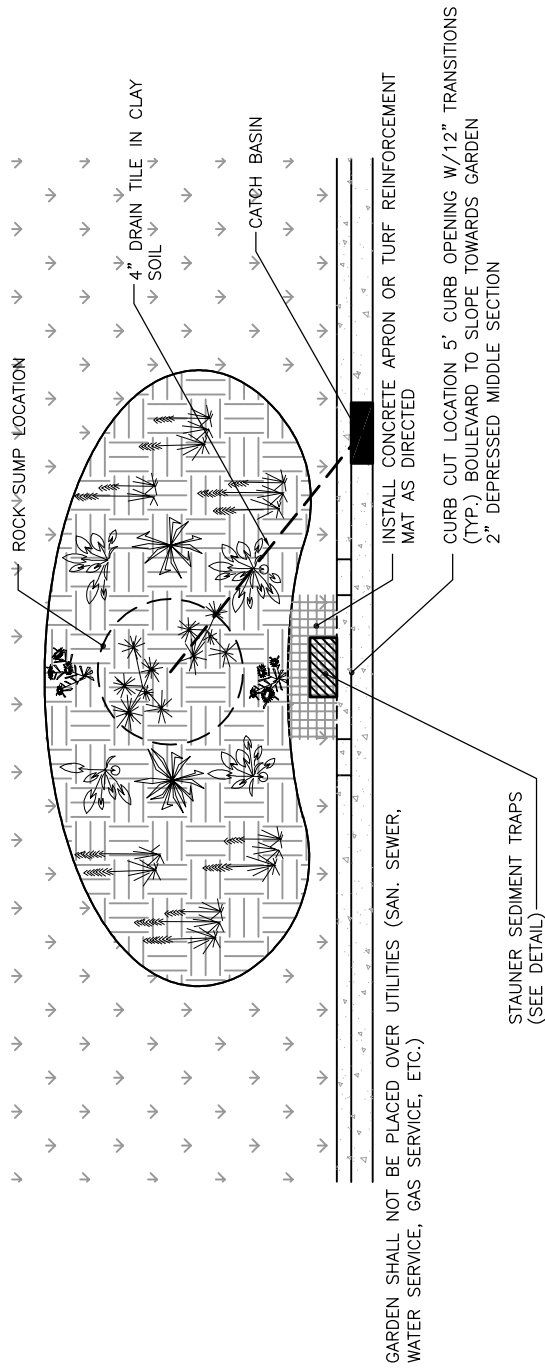 ROCK SUMP LOCATION
4" DRAIN TILE IN CLAY
SOIL
CATCH BASIN
INSTALL CONCRETE APRON OR TURF REINFORCEMENT
MAT AS DIRECTED
CURB CUT LOCATION 5' CURB OPENING W/12" TRANSITIONS
(TYP.) BOULEVARD TO SLOPE TOWARDS GARDEN
2" DEPRESSED MIDDLE SECTION
STAUNER SEDIMENT TRAPS
(SEE DETAIL)
GARDEN SHALL NOT BE PLACED OVER UTILITIES (SAN. SEWER,
WATER SERVICE, GAS SERVICE, ETC.)